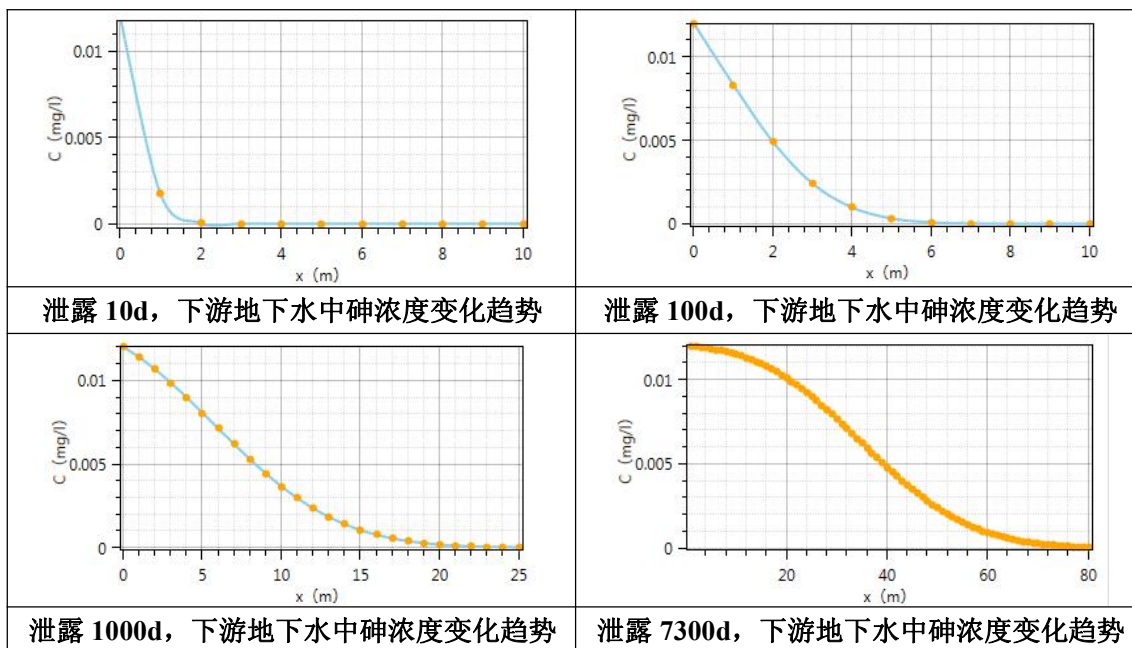 0.01
0.005
0
C (mg/l)
0 2 4 6 8 10
x (m)
泄露 10d，下游地下水中砷浓度变化趋势
0.01
0.005
0
C (mg/l)
0 2 4 6 8 10
x (m)
泄露 100d，下游地下水中砷浓度变化趋势
0.01
0.005
0
C (mg/l)
0 5 10 15 20 25
x (m)
泄露 1000d，下游地下水中砷浓度变化趋势
0.01
0.005
0
C (mg/l)
20 40 60 80
x (m)
泄露 7300d，下游地下水中砷浓度变化趋势